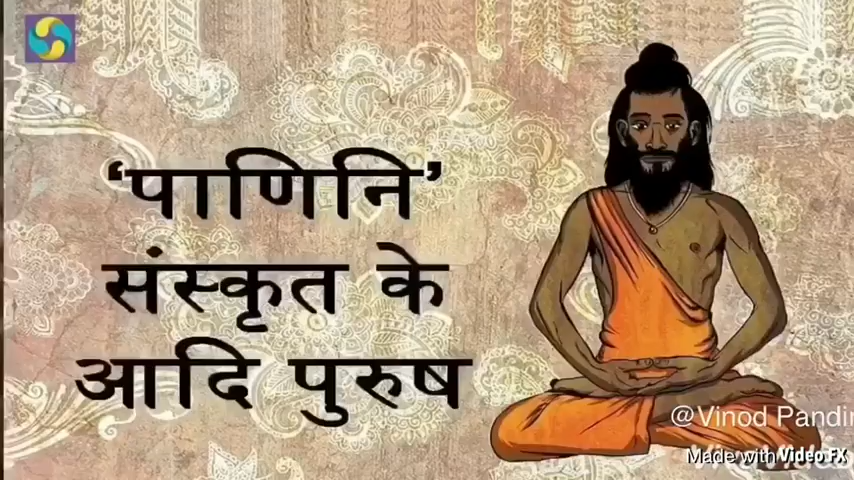 ‘पाणिनि’
संस्कृत के
आदि पुरुष
@Vinod Pandi
Made with Video FX